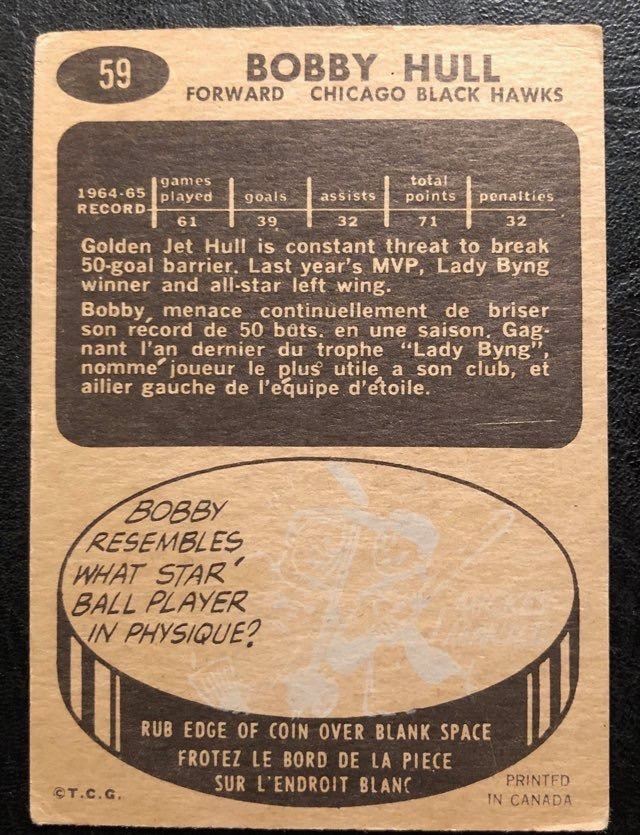 59
BOBBY HULL
FORWARD CHICAGO BLACK HAWKS
1964-65 RECORD games played goals assists total points penalties
61 39 32 71 32
Golden Jet Hull is constant threat to break
50-goal barrier. Last year's MVP, Lady Byng
winner and all-star left wing.
Bobby menace continuellement de briser
son récord de 50 bûts. en une saison. Gag-
nant l'an dernier du trophe "Lady Byng",
nommé joueur le plus utile a son club, et
ailier gauche de l'équipe d'étoile.
BOBBY
RESEMBLES
WHAT STAR
BALL PLAYER
IN PHYSIQUE?
RUB EDGE OF COIN OVER BLANK SPACE
FROTEZ LE BORD DE LA PIECE
SUR L'ENDROIT BLANC
©T.C.G.
PRINTED
IN CANADA